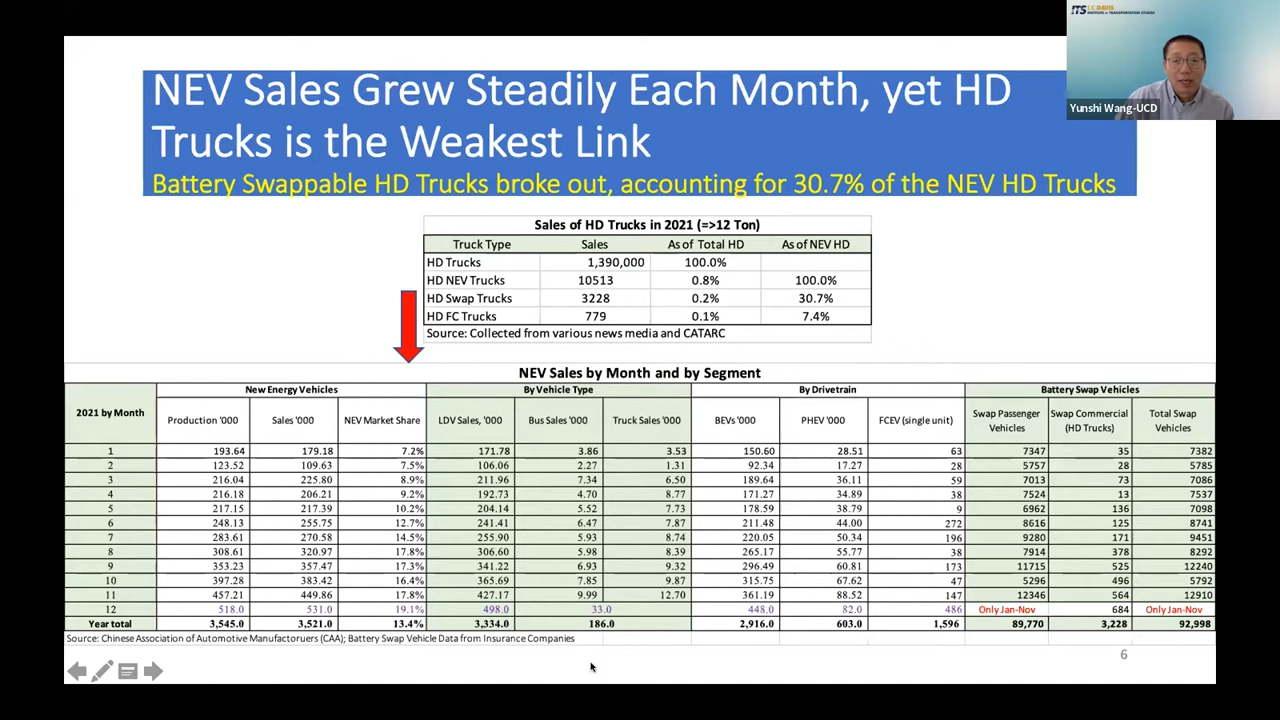 ITS UCDAVIS
INSTITUTE OF TRANSPORTATION STUDIES
Yunshi Wang-UCD
NEV Sales Grew Steadily Each Month, yet HD
Trucks is the Weakest Link
Battery Swappable HD Trucks broke out, accounting for 30.7% of the NEV HD Trucks
Sales of HD Trucks in 2021 (=>12 Ton)
Truck Type Sales As of Total HD As of NEV HD
HD Trucks 1,390,000 100.0%
HD NEV Trucks 10513 0.8% 100.0%
HD Swap Trucks 3228 0.2% 30.7%
HD FC Trucks 779 0.1% 7.4%
Source: Collected from various news media and CATARC
NEV Sales by Month and by Segment
2021 by Month New Energy Vehicles By Vehicle Type By Drivetrain Battery Swap Vehicles
Production '000 Sales '000 NEV Market Share LDV Sales, '000 Bus Sales '000 Truck Sales '000 BEVs '000 PHEV '000 FCEV (single unit) Swap Passenger Vehicles Swap Commercial (HD Trucks) Total Swap Vehicles
1 193.64 179.18 7.2% 171.78 3.86 3.53 150.60 28.51 63 7347 35 7382
2 123.52 109.63 7.5% 106.06 2.27 1.31 92.34 17.27 28 5757 28 5785
3 216.04 225.80 8.9% 211.96 7.34 6.50 189.64 36.11 59 7013 73 7086
4 216.18 206.21 9.2% 192.73 4.70 8.77 171.27 34.89 38 7524 13 7537
5 217.15 217.39 10.2% 204.14 5.52 7.73 178.59 38.79 9 6962 136 7098
6 248.13 255.75 12.7% 241.41 6.47 7.87 211.48 44.00 272 8616 125 8741
7 283.61 270.58 14.5% 255.90 5.93 8.74 220.05 50.34 196 9280 171 9451
8 308.61 320.97 17.8% 306.60 5.98 8.39 265.17 55.77 38 7914 378 8292
9 353.23 357.47 17.3% 341.22 6.93 9.32 296.49 60.81 173 11715 525 12240
10 397.28 383.42 16.4% 365.69 7.85 9.87 315.75 67.62 47 5296 496 5792
11 457.21 449.86 17.8% 427.17 9.99 12.70 361.19 88.52 147 12346 564 12910
12 518.0 531.0 19.1% 498.0 33.0 448.0 82.0 486 Only Jan-Nov 684 Only Jan-Nov
Year total 3,545.0 3,521.0 13.4% 3,334.0 186.0 2,916.0 603.0 1,596 89,770 3,228 92,998
Source: Chinese Association of Automotive Manufactoruers (CAA); Battery Swap Vehicle Data from Insurance Companies
6